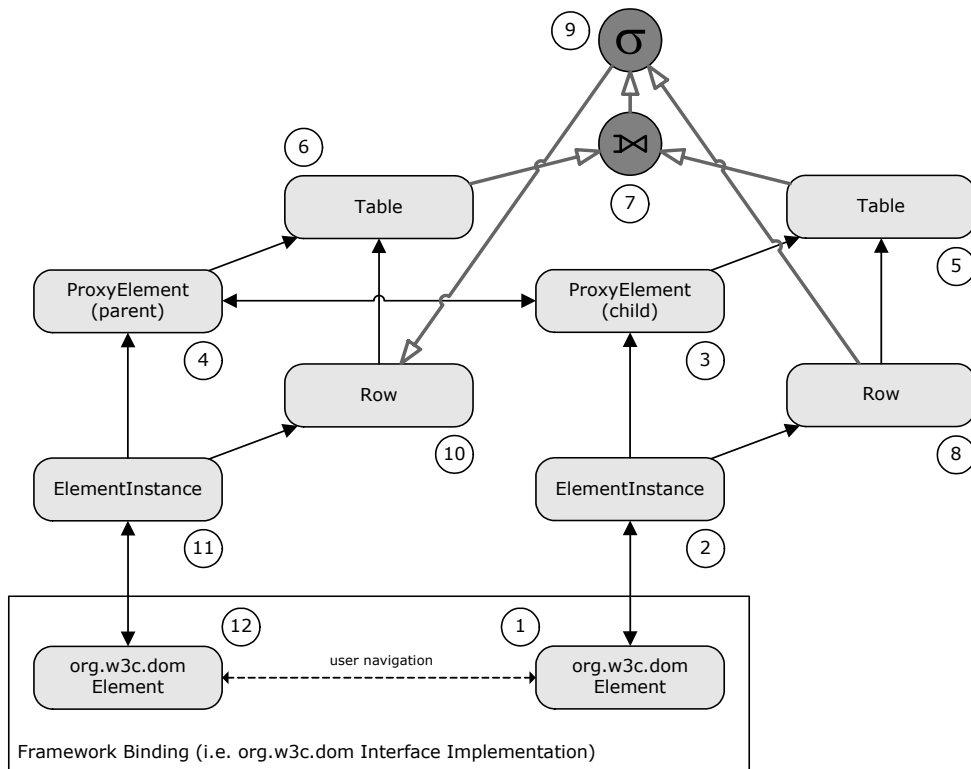 9
σ
6
⋈
7
Table
Table
5
ProxyElement
(parent)
ProxyElement
(child)
4
3
Row
Row
10
8
ElementInstance
ElementInstance
11
2
12
1
org.w3c.dom
Element
user navigation
org.w3c.dom
Element
Framework Binding (i.e. org.w3c.dom Interface Implementation)